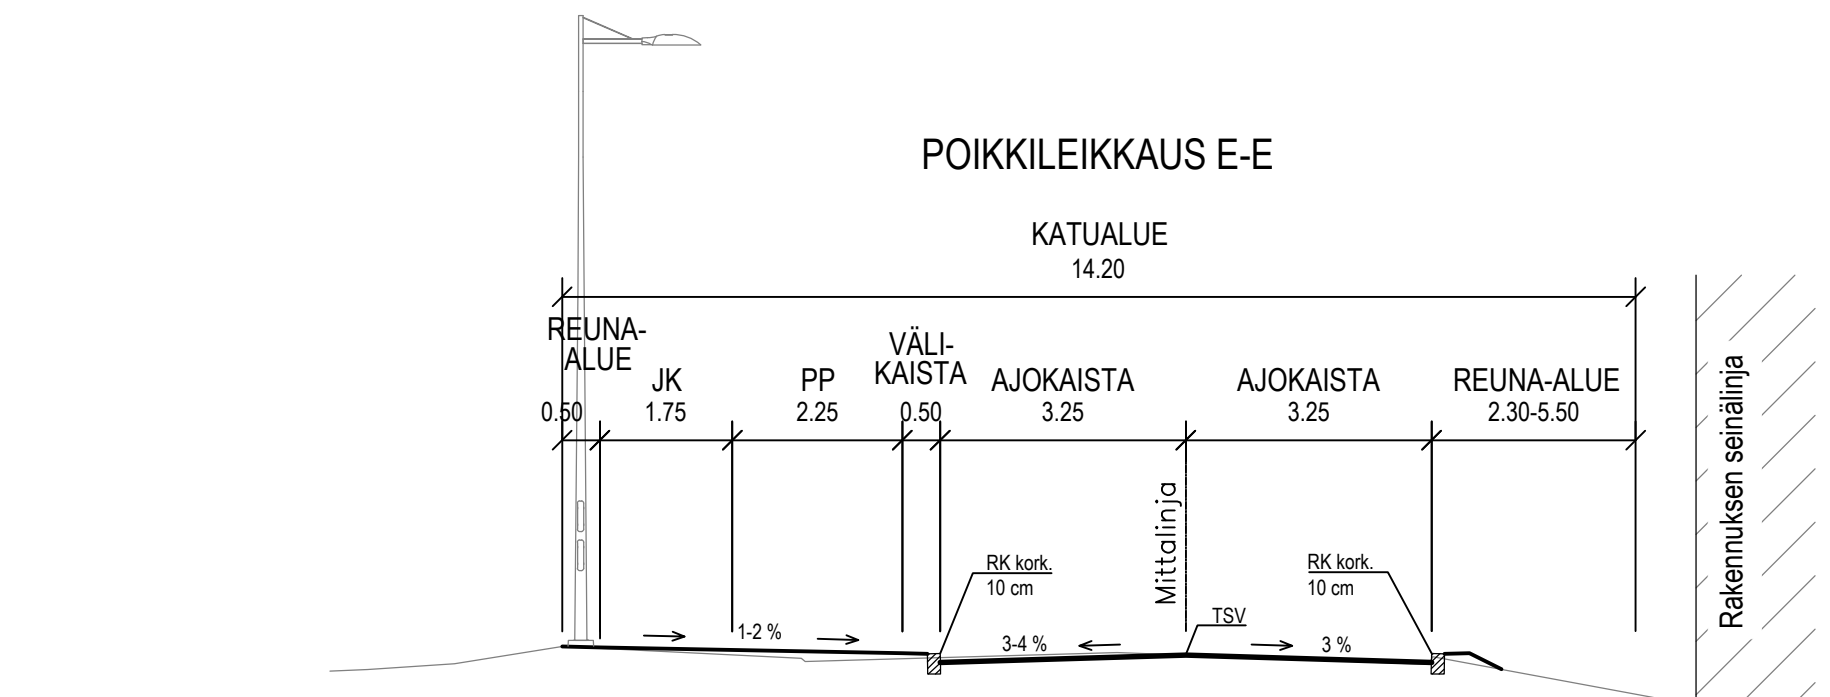 POIKKILEIKKAUS E-E
KATUALUE
14.20
REUNA-
ALUE
0.50
JK
1.75
PP
2.25
VÄLI-
KAISTA
0.50
AJOKAISTA
3.25
AJOKAISTA
3.25
REUNA-ALUE
2.30-5.50
Rakennuksen seinälinja
Mittalinja
RK kork.
10 cm
RK kork.
10 cm
TSV
1-2 %
3-4 %
3 %